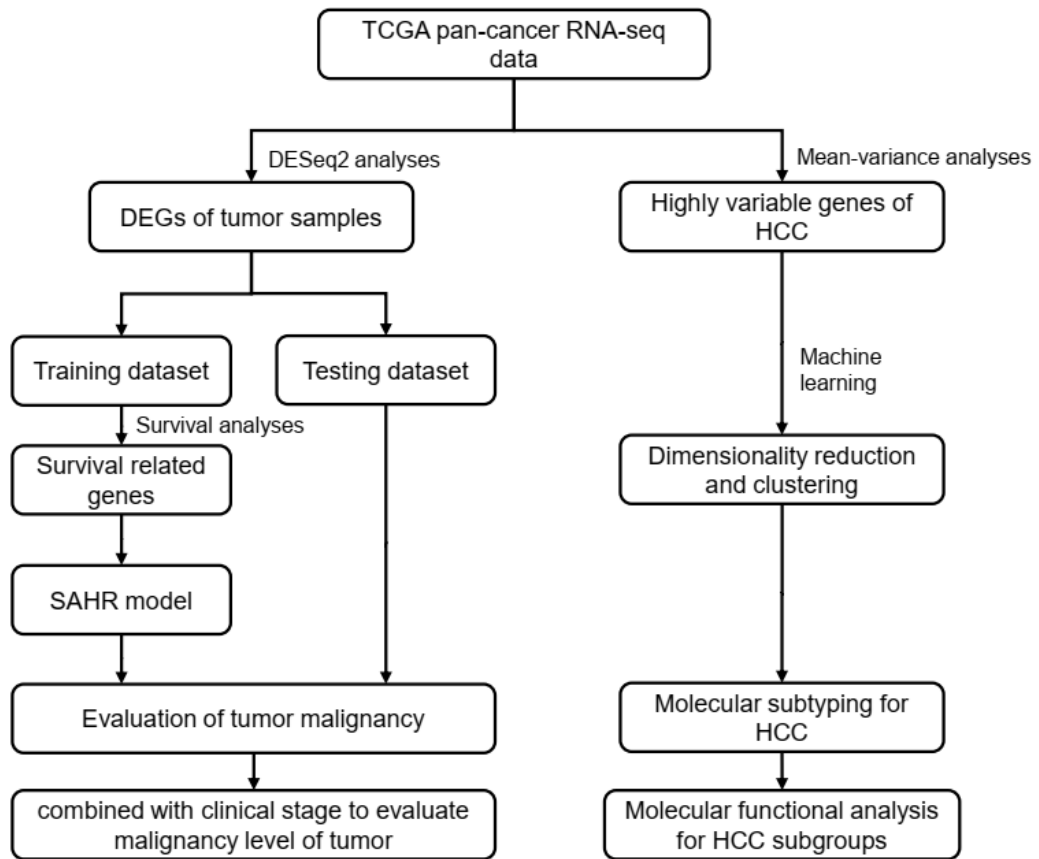 TCGA pan-cancer RNA-seq
data
DESeq2 analyses
Mean-variance analyses
DEGs of tumor samples
Highly variable genes of
HCC
Training dataset
Testing dataset
Machine
learning
Survival analyses
Survival related
genes
Dimensionality reduction
and clustering
SAHR model
Evaluation of tumor malignancy
Molecular subtyping for
HCC
combined with clinical stage to evaluate
malignancy level of tumor
Molecular functional analysis
for HCC subgroups